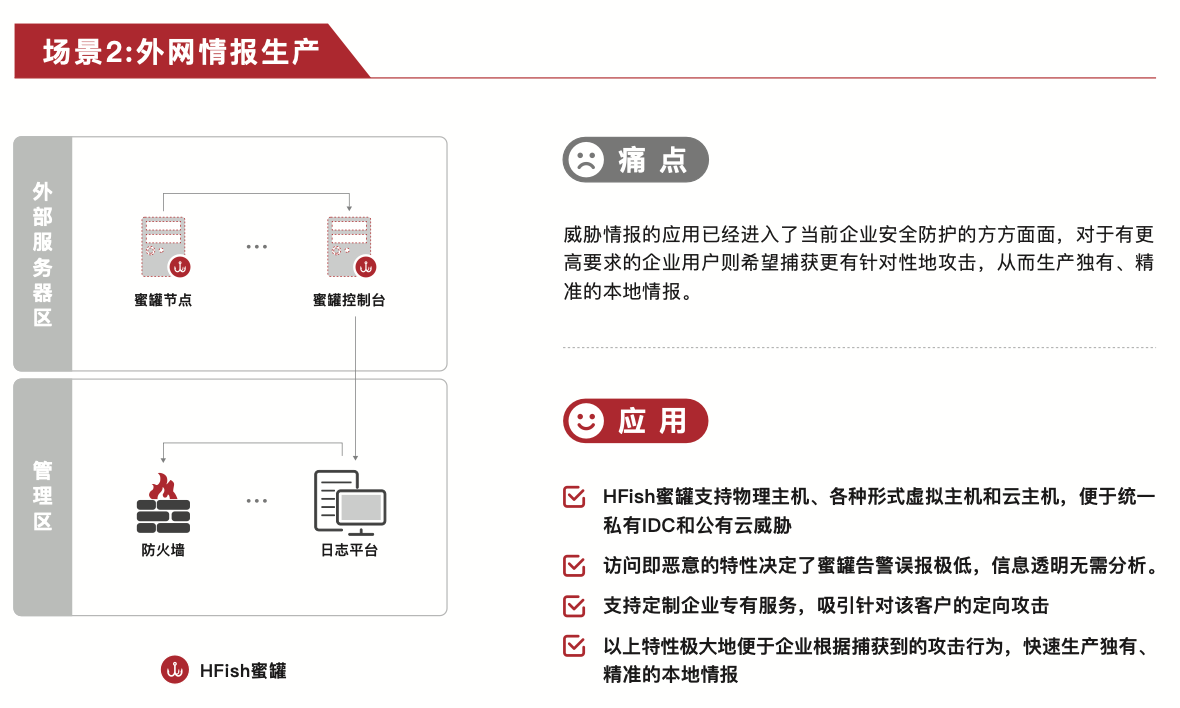 场景2:外网情报生产
外部服务器区
蜜罐节点
蜜罐控制台
管理区
防火墙
日志平台
HFish蜜罐
痛点
威胁情报的应用已经进入了当前企业安全防护的方方面面，对于有更
高要求的企业用户则希望捕获更有针对性地攻击，从而生产独有、精
准的本地情报。
应用
HFish蜜罐支持物理主机、各种形式虚拟主机和云主机，便于统一
私有IDC和公有云威胁
访问即恶意的特性决定了蜜罐告警误报极低，信息透明无需分析。
支持定制企业专有服务，吸引针对该客户的定向攻击
以上特性极大地便于企业根据捕获到的攻击行为，快速生产独有、
精准的本地情报